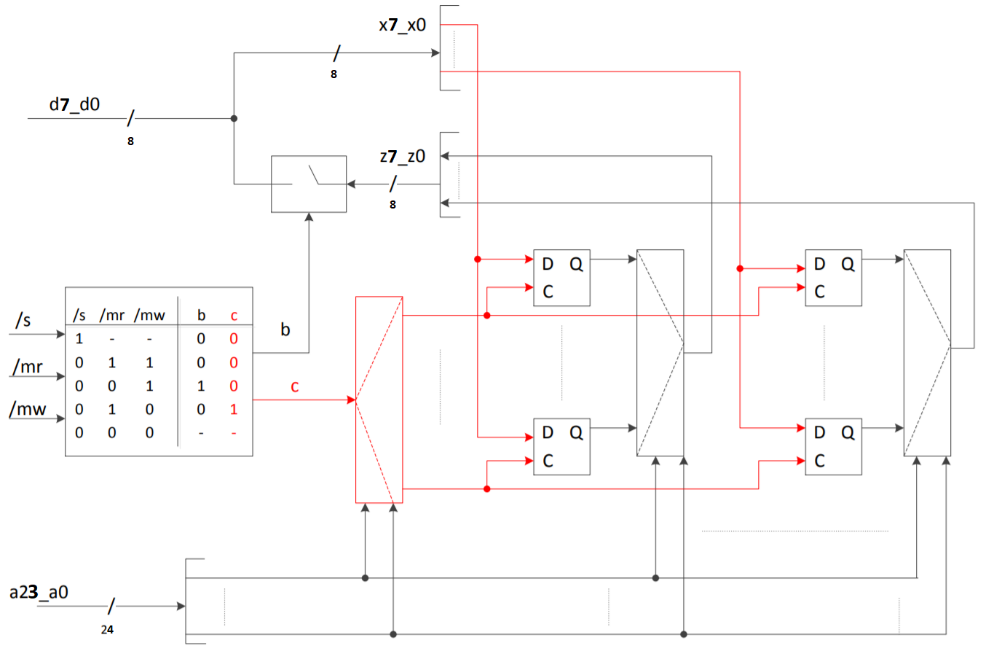 x7_x0
8
d7_d0
8
z7_z0
8
D Q
C
D Q
C
/s
/mr
/mw
/s /mr /mw b c
1 - - 0 0
0 1 1 0 0
0 0 1 1 0
0 1 0 0 1
0 0 0 - -
b
c
D Q
C
D Q
C
a23_a0
24